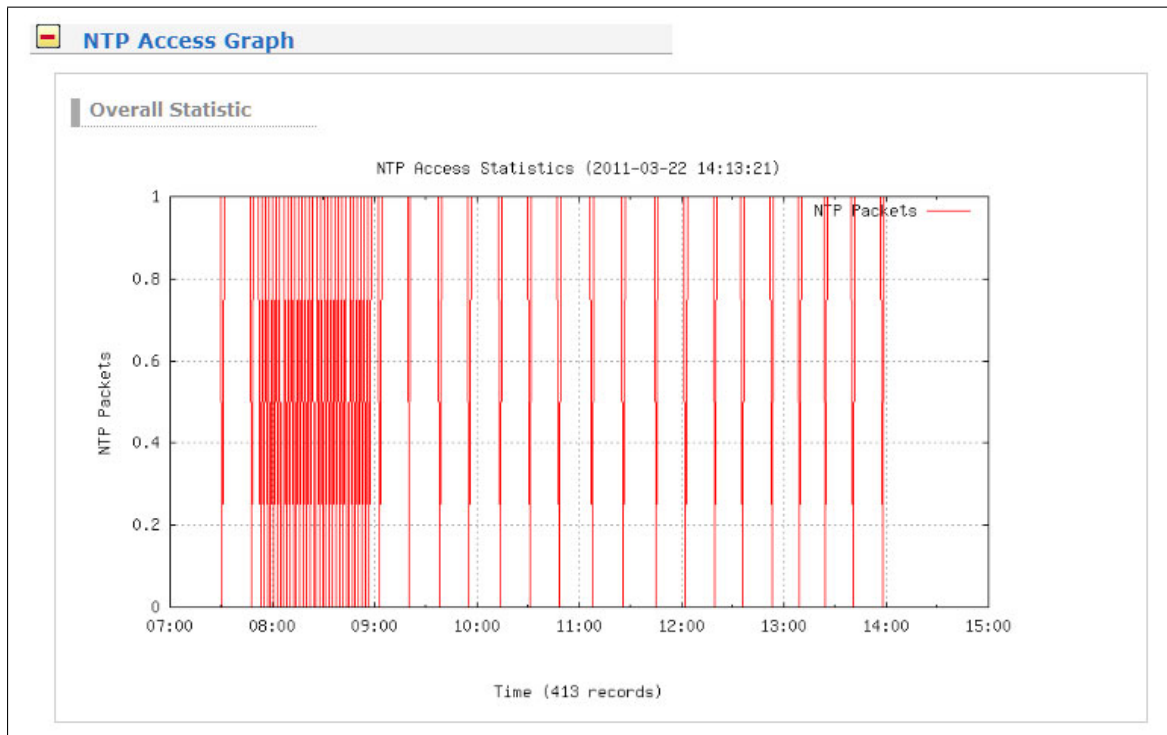 NTP Access Graph
Overall Statistic
NTP Access Statistics (2011-03-22 14:13:21)
NTP Packets
NTP Packets
1
0.8
0.6
0.4
0.2
0
07:00 08:00 09:00 10:00 11:00 12:00 13:00 14:00 15:00
Time (413 records)